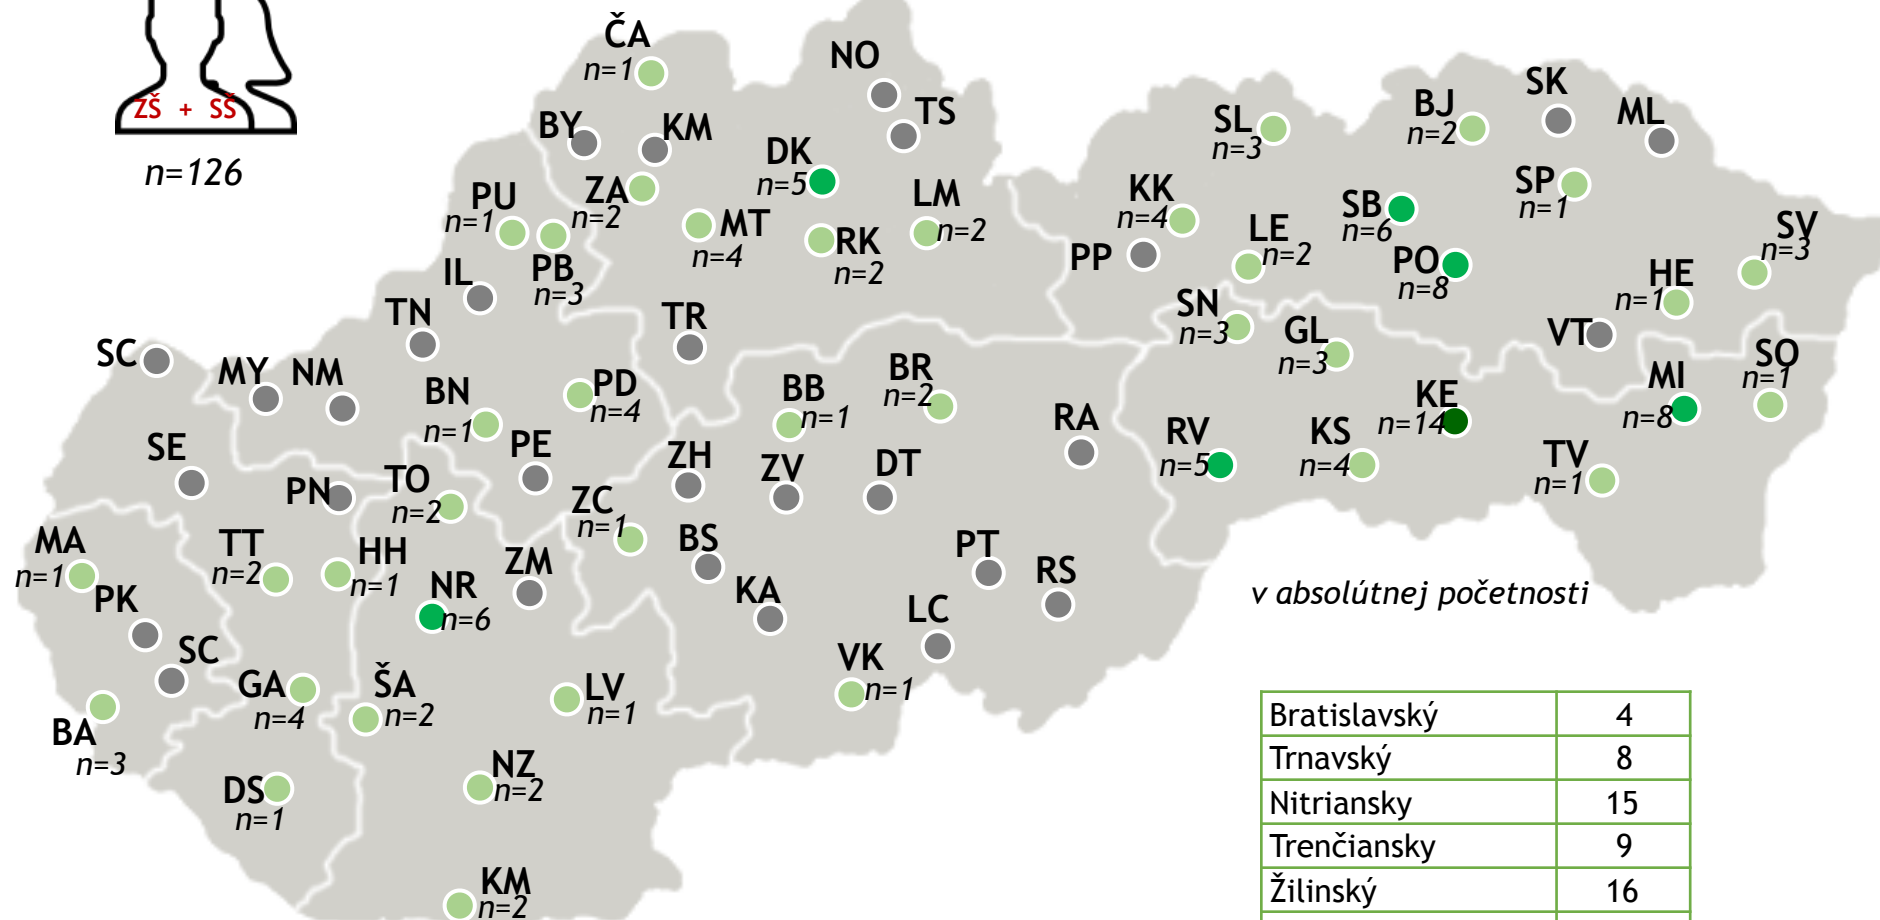 ZŠ + SŠ
n=126
ČA
n=1
NO
TS
BY
KM
DK
n=5
ZA
n=2
PU
n=1
PB
n=3
MT
n=4
RK
n=2
LM
n=2
SL
n=3
BJ
n=2
SK
ML
KK
n=4
SP
n=1
SB
n=6
PP
LE
n=2
PO
n=8
SV
n=3
HE
n=1
IL
TN
TR
SN
n=3
GL
n=3
VT
SO
n=1
SC
MY
NM
BN
n=1
PD
n=4
BB
n=1
BR
n=2
RA
KE
n=14
MI
n=8
SE
PN
TO
n=2
PE
ZH
ZV
DT
RV
n=5
KS
n=4
TV
n=1
ZC
n=1
MA
n=1
TT
n=2
HH
n=1
NR
n=6
ZM
BS
KA
PT
RS
PK
SC
LC
v absolútnej početnosti
GA
n=4
ŠA
n=2
LV
n=1
VK
n=1
BA
n=3
DS
n=1
NZ
n=2
KM
n=2
Bratislavský 4
Trnavský 8
Nitriansky 15
Trenčiansky 9
Žilinský 16